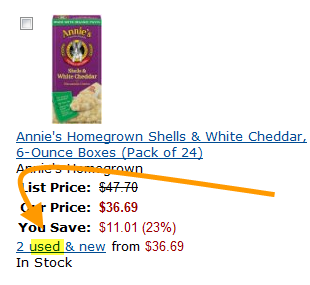 Annie's
HOMEGROWN
Shells &
White Cheddar
Annie's Homegrown Shells & White Cheddar,
6-Ounce Boxes (Pack of 24)
Annie's Homegrown
List Price: $47.70
Our Price: $36.69
You Save: $11.01 (23%)
2 used & new from $36.69
In Stock